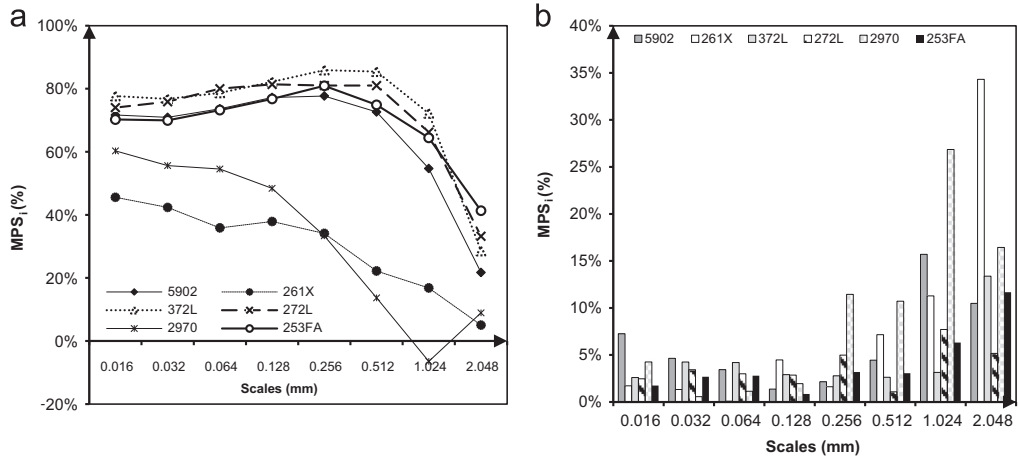 a
100%
80%
60%
40%
20%
0%
-20%
MPSi (%)
5902 261X
372L 272L
2970 253FA
0.016 0.032 0.064 0.128 0.256 0.512 1.024 2.048
Scales (mm)
b
5902 261X 372L 272L 2970 253FA
40%
35%
30%
25%
20%
15%
10%
5%
0%
MPSi (%)
0.016 0.032 0.064 0.128 0.256 0.512 1.024 2.048
Scales (mm)